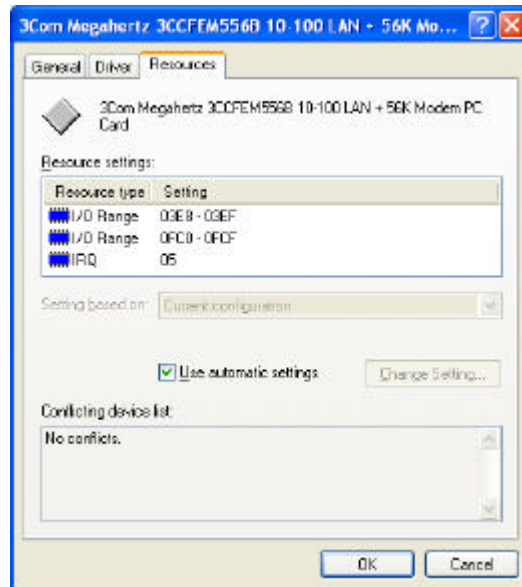 3Com Megahertz 3CCFEM556B 10-100 LAN + 56K Mo...
General Driver Resources
3Com Megahertz 3CCFEM556B 10-100 LAN + 56K Modem PC
Card
Resource settings:
Resource type Setting
I/O Range 03E8 - 03EF
I/O Range 0FC0 - 0FCF
IRQ 05
Setting based on: Current configuration
Use automatic settings Change Setting...
Conflicting device list:
No conflicts.
OK Cancel